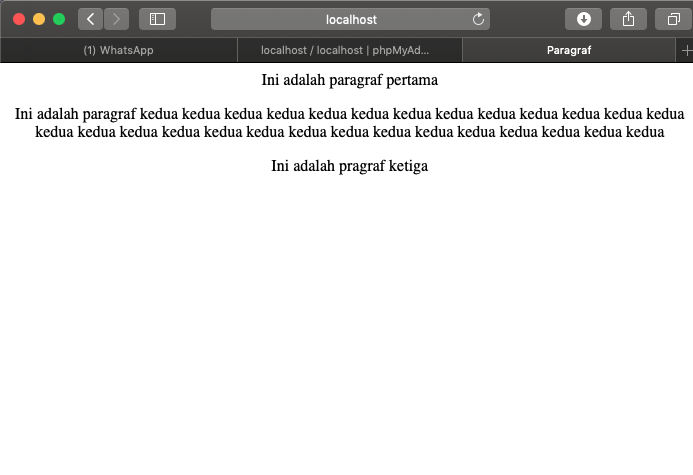 localhost
(1) WhatsApp
localhost / localhost | phpMyAd...
Paragraf
Ini adalah paragraf pertama
Ini adalah paragraf kedua kedua kedua kedua kedua kedua kedua kedua kedua kedua kedua kedua kedua
kedua kedua kedua kedua kedua kedua kedua kedua kedua kedua kedua kedua kedua kedua kedua
Ini adalah pragraf ketiga